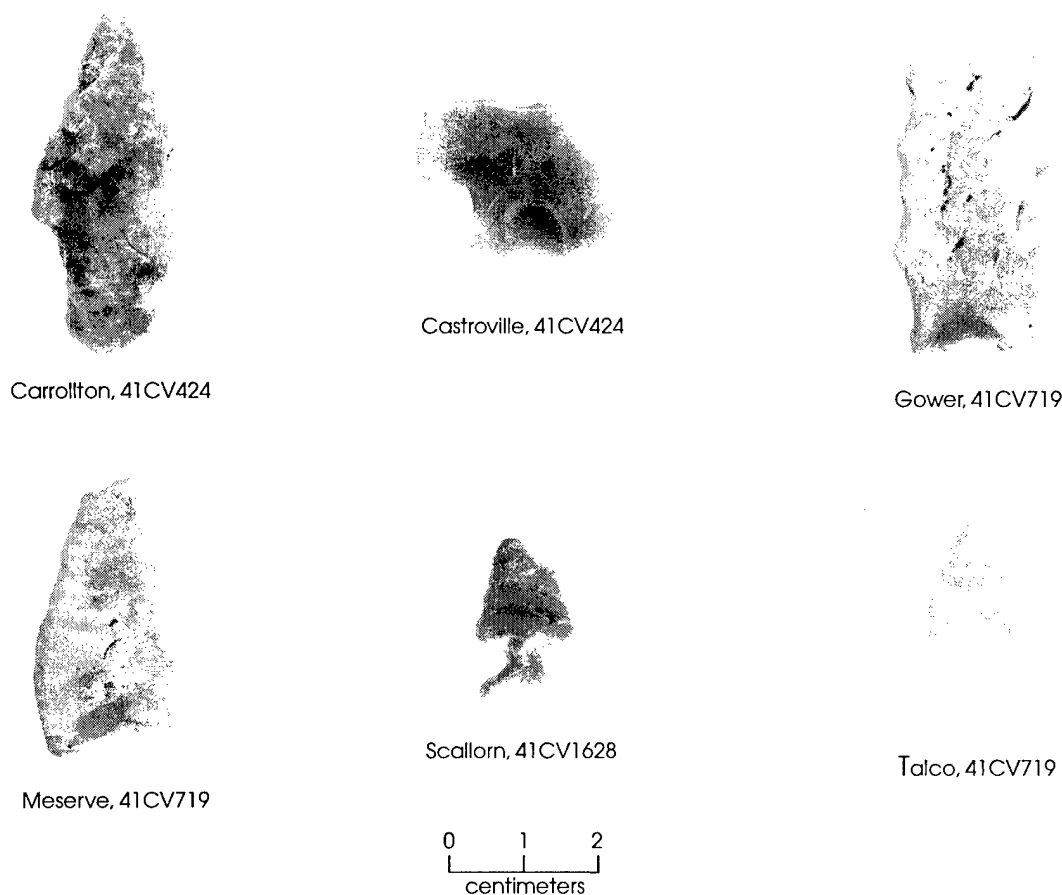 Carrollton, 41CV424
Castroville, 41CV424
Gower, 41CV719
Meserve, 41CV719
Scallorn, 41CV1628
Talco, 41CV719
0 1 2
centimeters